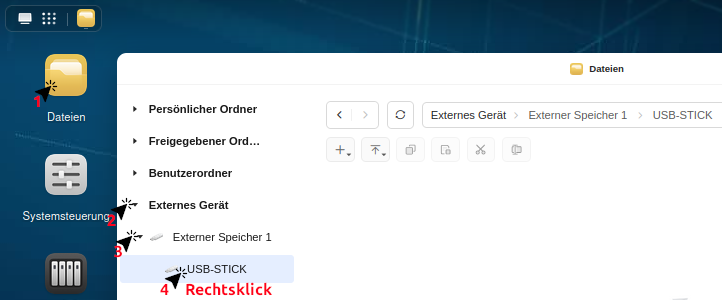 Dateien
1
Dateien
Persönlicher Ordner
Externes Gerät > Externer Speicher 1 > USB-STICK
Freigegebener Ord...
Benutzerordner
Systemsteuerung
2
Externes Gerät
3
Externer Speicher 1
USB-STICK
4 Rechtsklick